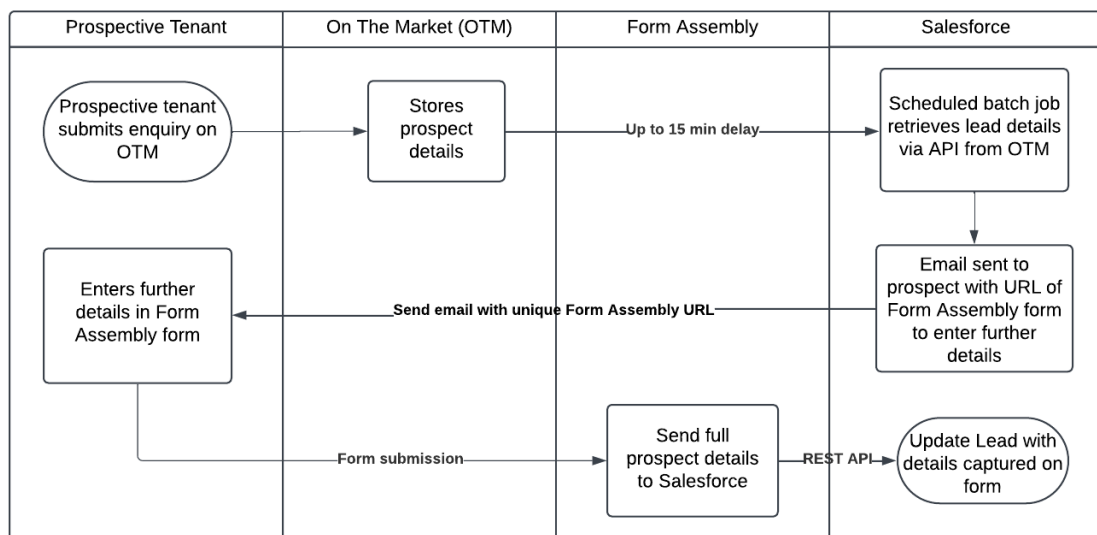 Prospective Tenant
On The Market (OTM)
Form Assembly
Salesforce
Prospective tenant
submits enquiry on
OTM
Stores
prospect
details
Up to 15 min delay
Scheduled batch job
retrieves lead details
via API from OTM
Enters further
details in Form
Assembly form
Send email with unique Form Assembly URL
Email sent to
prospect with URL of
Form Assembly form
to enter further
details
Form submission
Send full
prospect details
to Salesforce
REST API
Update Lead with
details captured on
form